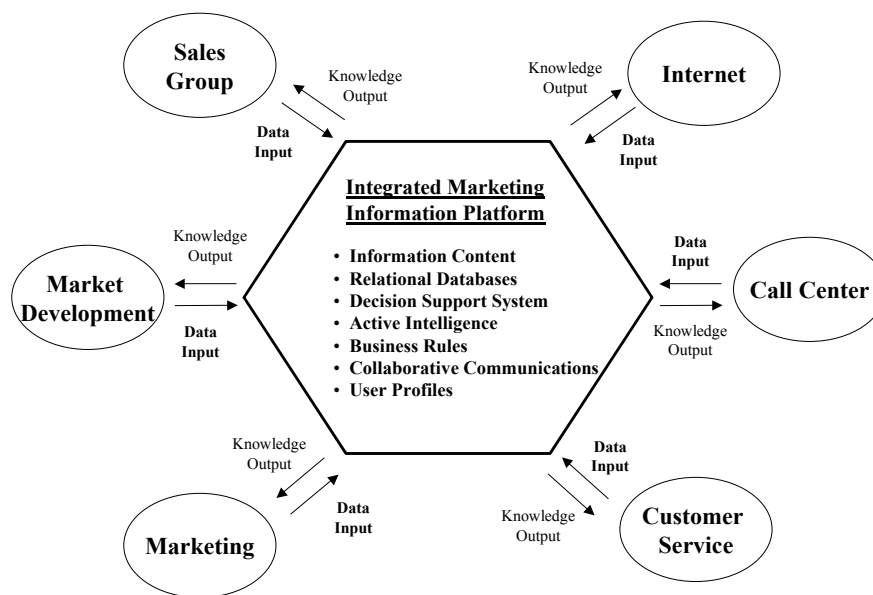 Sales
Group
Knowledge
Output
Data
Input
Internet
Knowledge
Output
Data
Input
Integrated Marketing
Information Platform
• Information Content
• Relational Databases
• Decision Support System
• Active Intelligence
• Business Rules
• Collaborative Communications
• User Profiles
Market
Development
Knowledge
Output
Data
Input
Call Center
Data
Input
Knowledge
Output
Marketing
Knowledge
Output
Data
Input
Customer
Service
Data
Input
Knowledge
Output